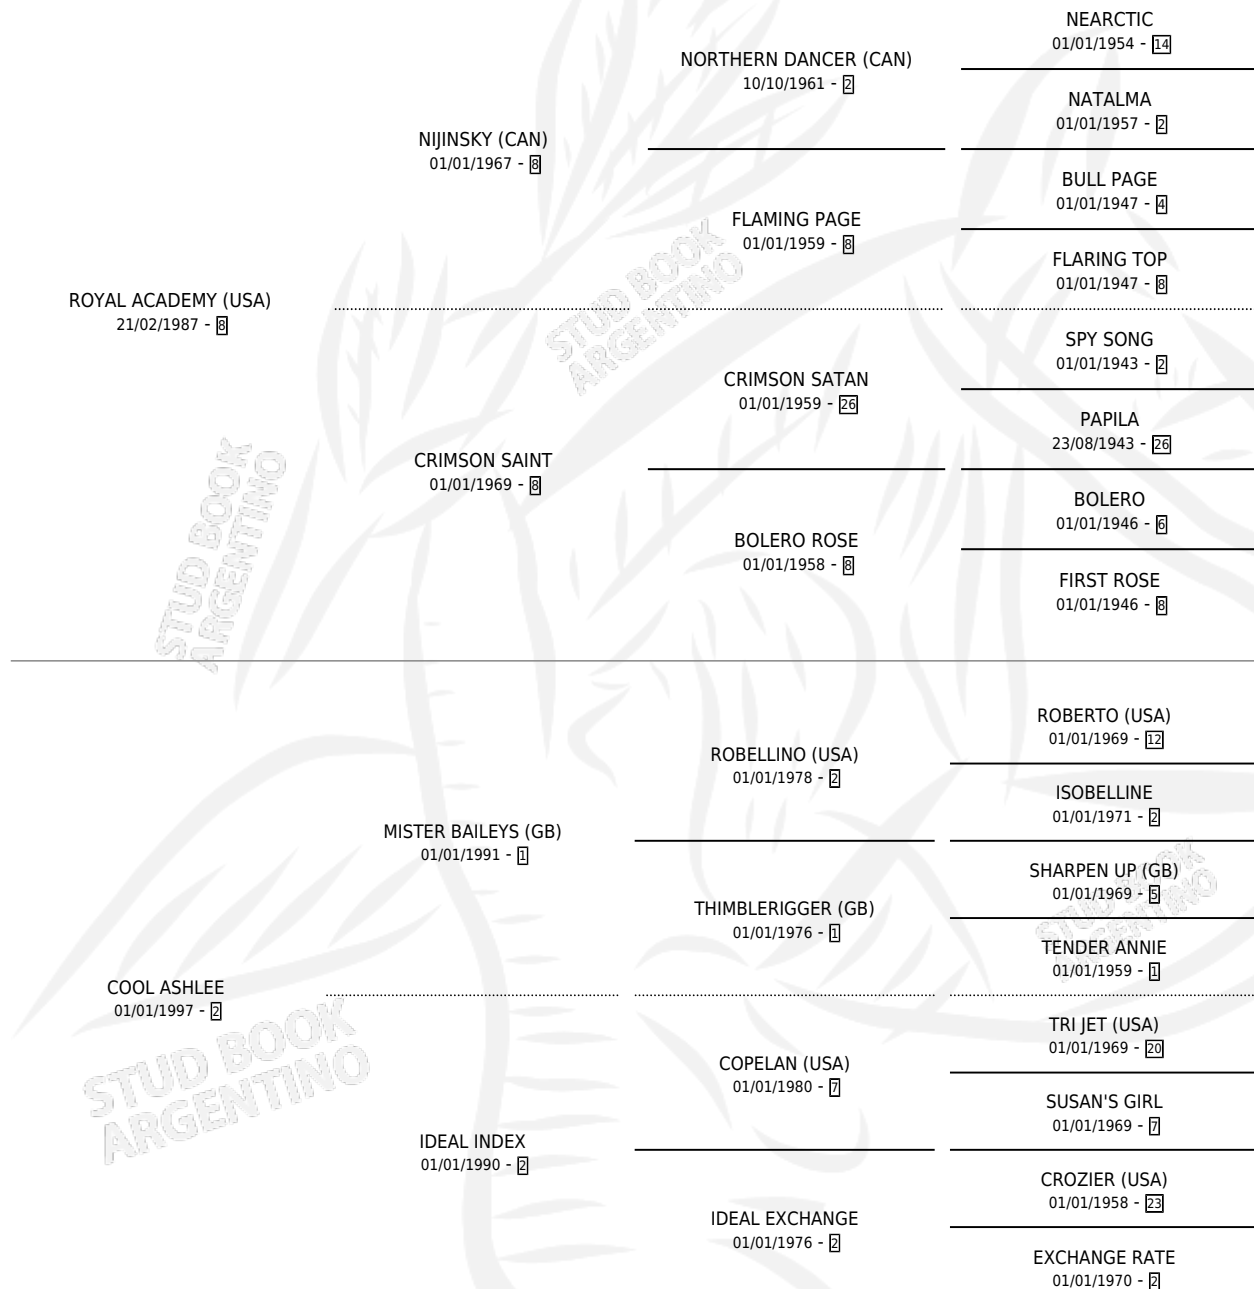 NEARCTIC
01/01/1954 - 14
NORTHERN DANCER (CAN)
10/10/1961 - 2
NATALMA
01/01/1957 - 2
NIJINSKY (CAN)
01/01/1967 - 8
BULL PAGE
01/01/1947 - 4
FLAMING PAGE
01/01/1959 - 8
FLARING TOP
01/01/1947 - 8
ROYAL ACADEMY (USA)
21/02/1987 - 8
SPY SONG
01/01/1943 - 2
CRIMSON SATAN
01/01/1959 - 26
PAPILA
23/08/1943 - 26
CRIMSON SAINT
01/01/1969 - 8
BOLERO
01/01/1946 - 6
BOLERO ROSE
01/01/1958 - 8
FIRST ROSE
01/01/1946 - 8
ROBERTO (USA)
01/01/1969 - 12
ROBELLINO (USA)
01/01/1978 - 2
ISOBELLINE
01/01/1971 - 2
MISTER BAILEYS (GB)
01/01/1991 - 1
SHARPEN UP (GB)
01/01/1969 - 5
THIMBLERIGGER (GB)
01/01/1976 - 1
TENDER ANNIE
01/01/1959 - 1
COOL ASHLEE
01/01/1997 - 2
TRI JET (USA)
01/01/1969 - 20
COPELAN (USA)
01/01/1980 - 7
SUSAN'S GIRL
01/01/1969 - 7
IDEAL INDEX
01/01/1990 - 2
CROZIER (USA)
01/01/1958 - 23
IDEAL EXCHANGE
01/01/1976 - 2
EXCHANGE RATE
01/01/1970 - 2
STUD BOOK
ARGENTINO
STUD BOOK
ARGENTINO
STUD BOOK
ARGENTINO
STUD BOOK
ARGENTINO